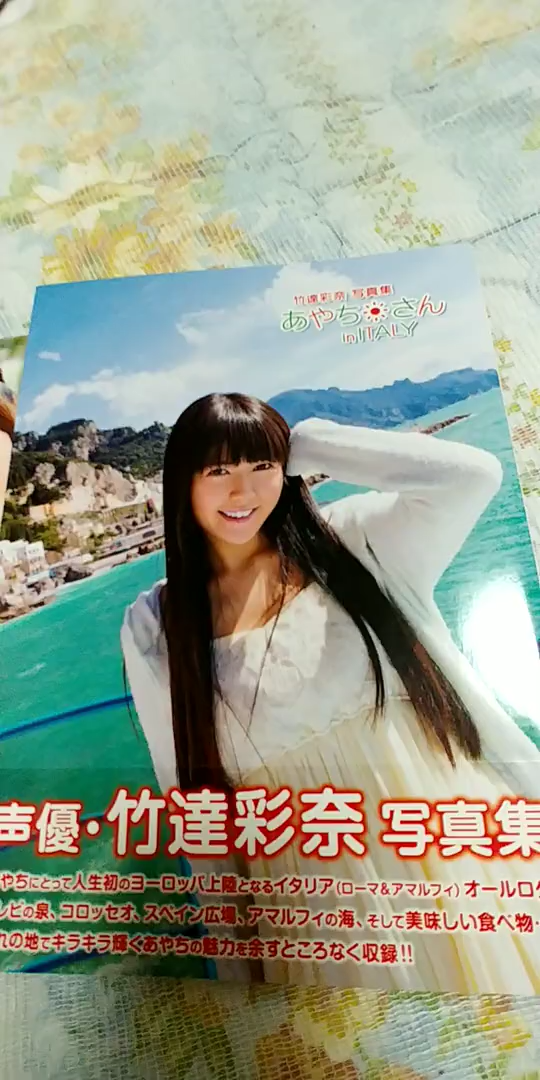 竹達彩奈 写真集
あやち さん
in ITALY
声優・竹達彩奈 写真集
やちにとって人生初のヨーロッパ上陸となるイタリア（ローマ&アマルフィ）オールロケ
レビの泉、コロッセオ、スペイン広場、アマルフィの海、そして美味しい食べ物…
れの地でキラキラ輝くあやちの魅力を余すところなく収録!!